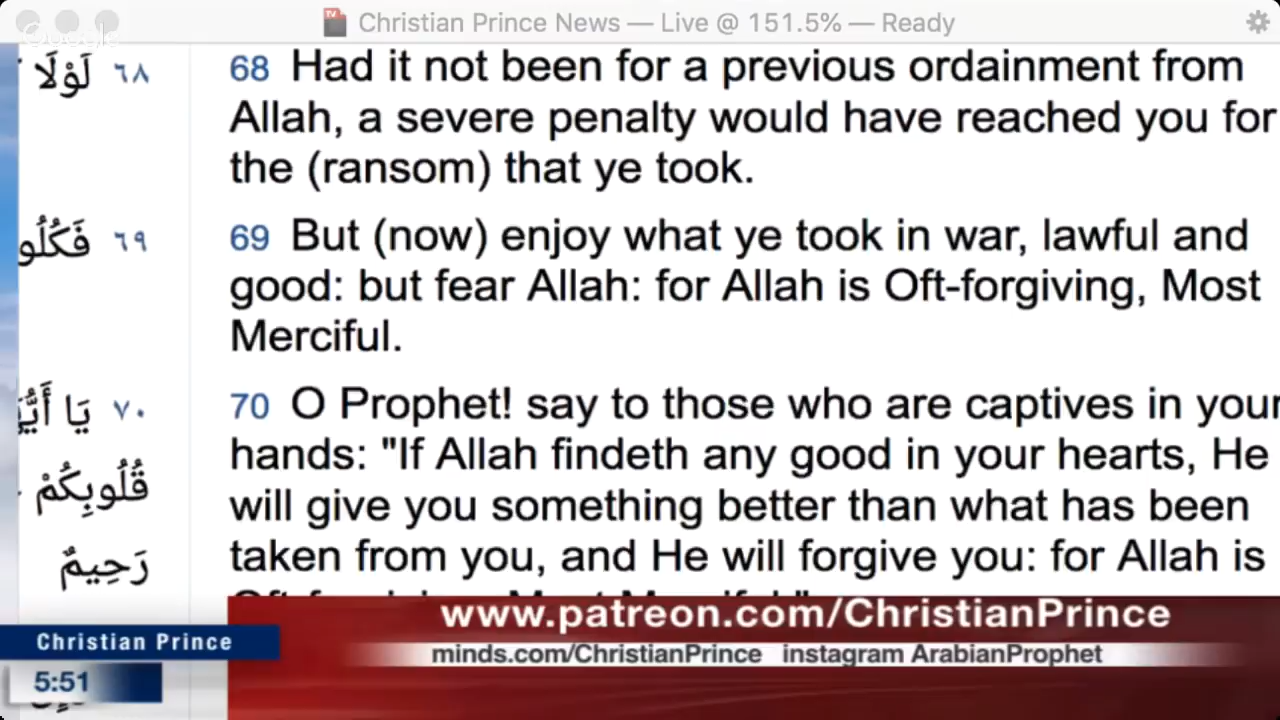 Christian Prince News — Live @ 151.5% — Ready
Google
TV
لَوْلَا ٦٨
68 Had it not been for a previous ordainment from
Allah, a severe penalty would have reached you for
the (ransom) that ye took.
فَكُلُو ٦٩
69 But (now) enjoy what ye took in war, lawful and
good: but fear Allah: for Allah is Oft-forgiving, Most
Merciful.
يَا أَيُّ ٧٠
70 O Prophet! say to those who are captives in your
hands: "If Allah findeth any good in your hearts, He
قُلُوبِكُمْ
will give you something better than what has been
رَحِيمٌ
taken from you, and He will forgive you: for Allah is
www.patreon.com/ChristianPrince
Christian Prince
minds.com/ChristianPrince instagram ArabianProphet
5:51